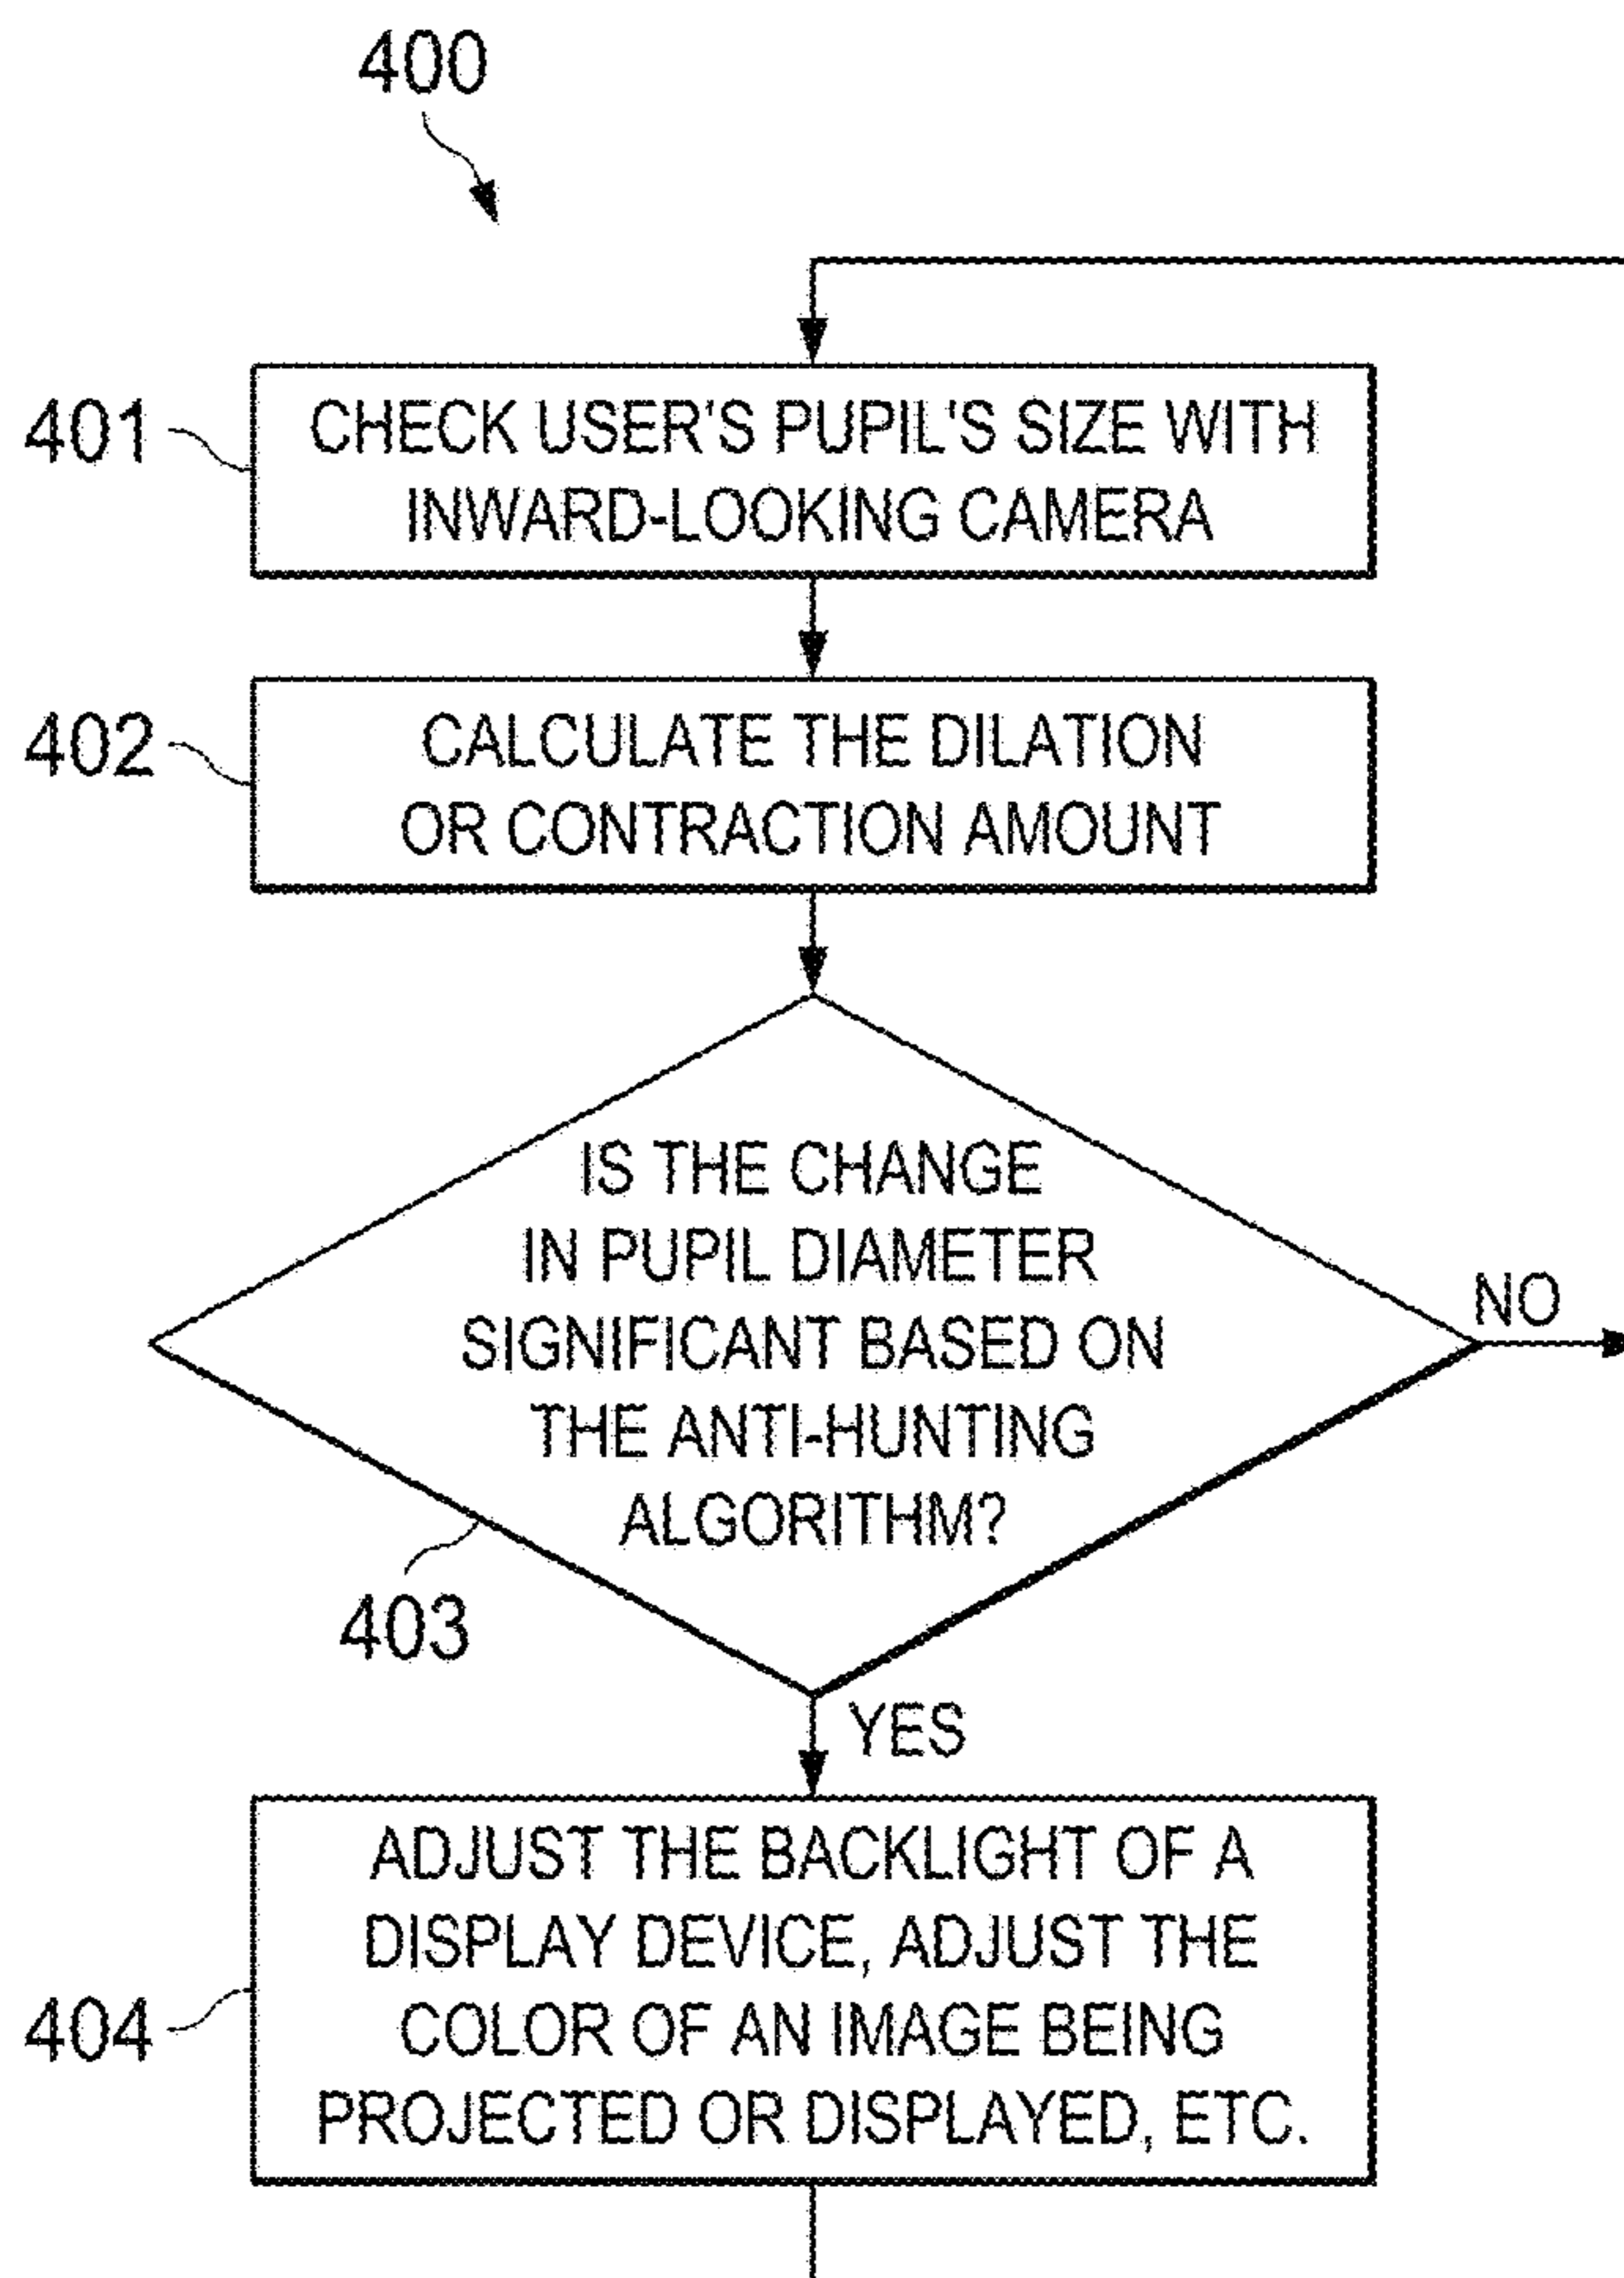 400
401
CHECK USER'S PUPIL'S SIZE WITH
INWARD-LOOKING CAMERA
402
CALCULATE THE DILATION
OR CONTRACTION AMOUNT
IS THE CHANGE
IN PUPIL DIAMETER
SIGNIFICANT BASED ON
THE ANTI-HUNTING
ALGORITHM?
NO
403
YES
404
ADJUST THE BACKLIGHT OF A
DISPLAY DEVICE, ADJUST THE
COLOR OF AN IMAGE BEING
PROJECTED OR DISPLAYED, ETC.